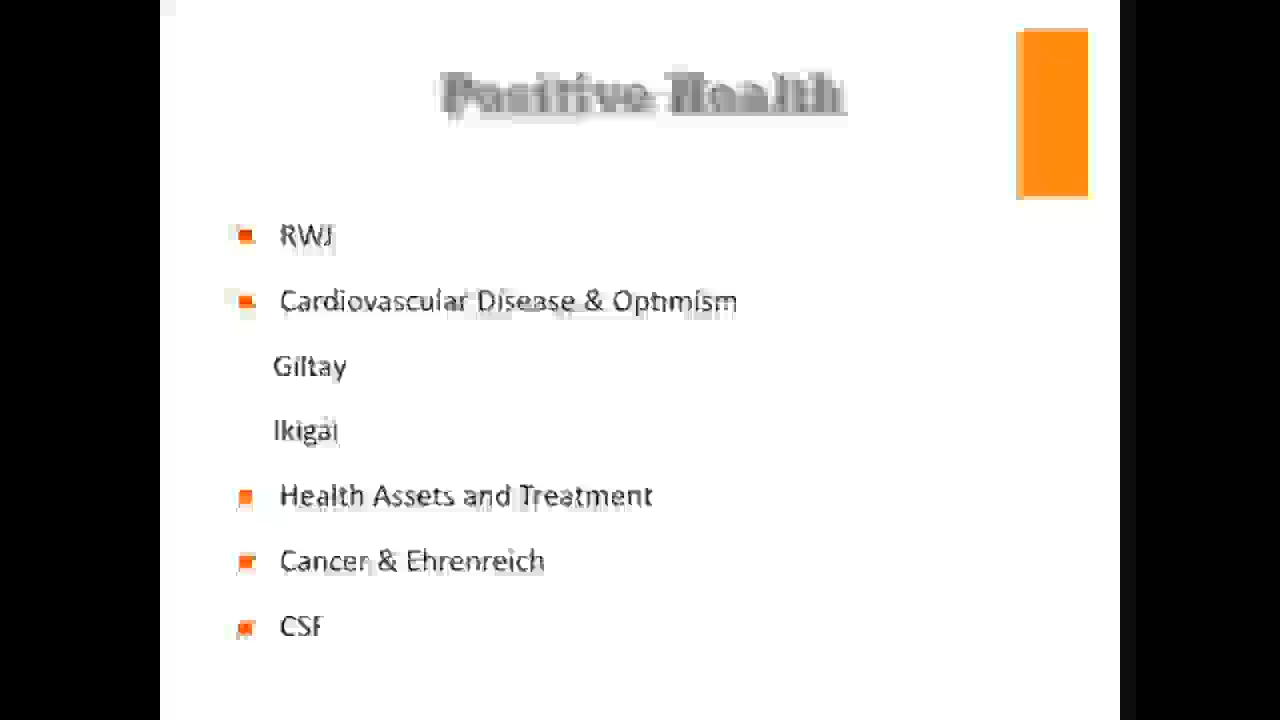 Positive Health
RWJ
Cardiovascular Disease & Optimism
Giltay
Ikigai
Health Assets and Treatment
Cancer & Ehrenreich
CSF